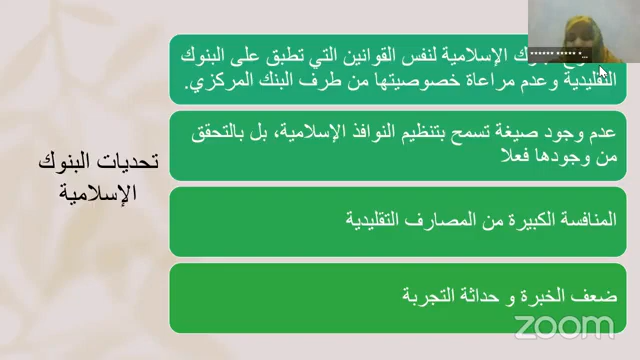 تحديات البنوك
الإسلامية
الإسلامية لنفس القوانين التي تطبق على البنوك
التقليدية وعدم مراعاة خصوصيتها من طرف البنك المركزي.
عدم وجود صيغة تسمح بتنظيم النوافذ الإسلامية، بل بالتحقق
من وجودها فعلا
المنافسة الكبيرة من المصارف التقليدية
ضعف الخبرة و حداثة التجربة
zoom